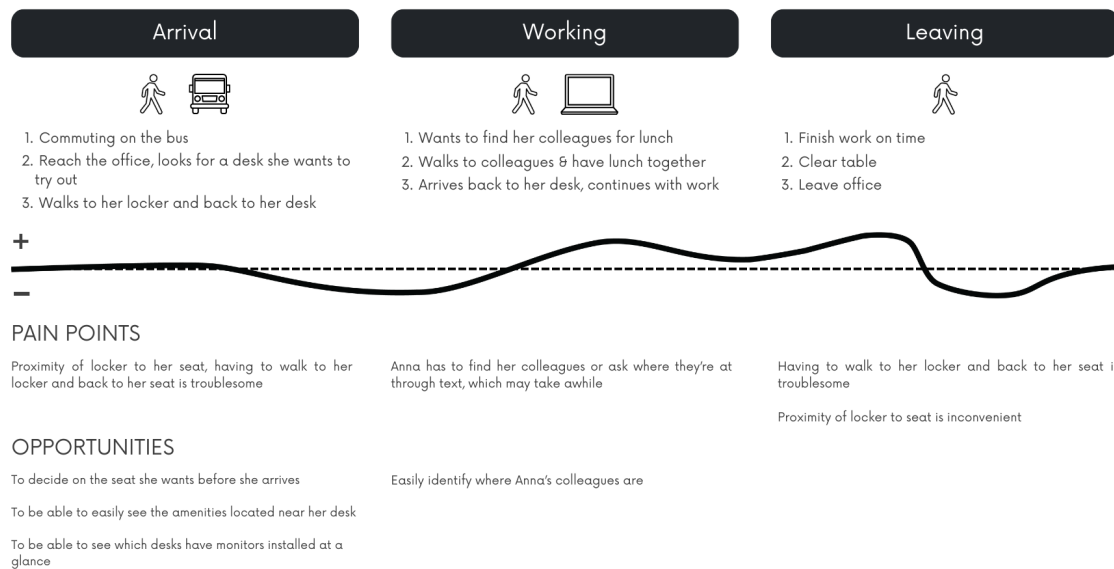 Arrival
1. Commuting on the bus
2. Reach the office, looks for a desk she wants to
try out
3. Walks to her locker and back to her desk
Working
1. Wants to find her colleagues for lunch
2. Walks to colleagues & have lunch together
3. Arrives back to her desk, continues with work
Leaving
1. Finish work on time
2. Clear table
3. Leave office
+
−
PAIN POINTS
Proximity of locker to her seat, having to walk to her
locker and back to her seat is troublesome
Anna has to find her colleagues or ask where they're at
through text, which may take awhile
Having to walk to her locker and back to her seat i
troublesome
Proximity of locker to seat is inconvenient
OPPORTUNITIES
To decide on the seat she wants before she arrives
To be able to easily see the amenities located near her desk
To be able to see which desks have monitors installed at a
glance
Easily identify where Anna's colleagues are